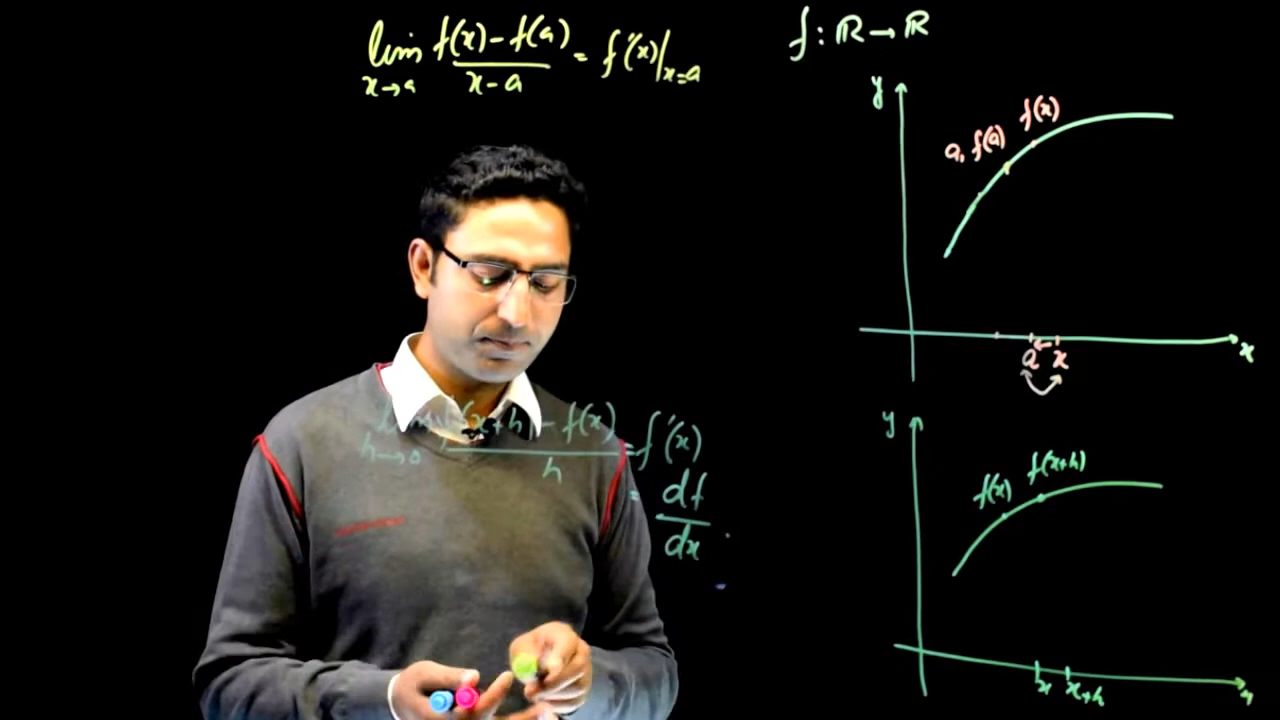 lim x→a f(x)-f(a) / x-a = f'(x)|x=a
f : ℝ → ℝ
y
a, f(a) f(x)
a x
x
lim h→0 f(x+h) - f(x) / h = f'(x)
= df/dx
y
f(x) f(x+h)
x x+h
x